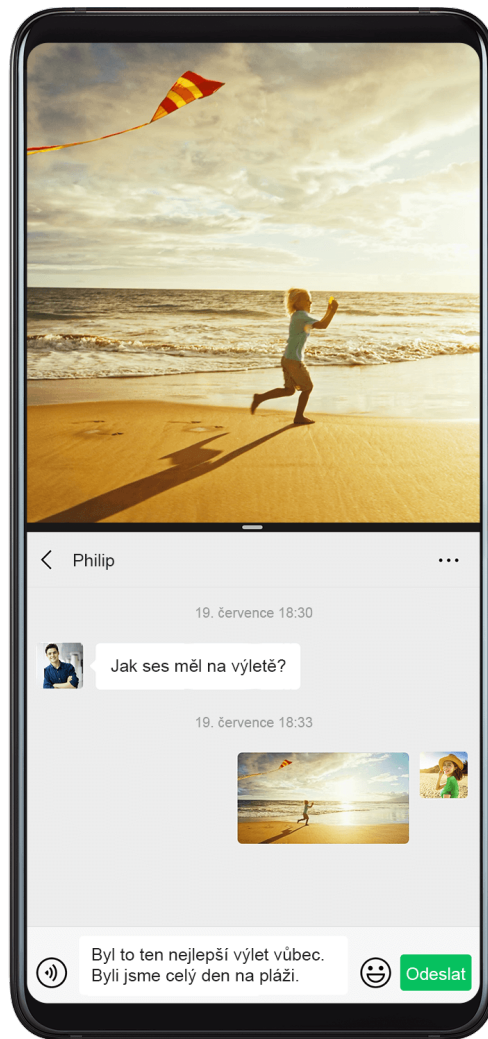 Philip
19. července 18:30
Jak ses měl na výletě?
19. července 18:33
Byl to ten nejlepší výlet vůbec.
Byli jsme celý den na pláži.
Odeslat